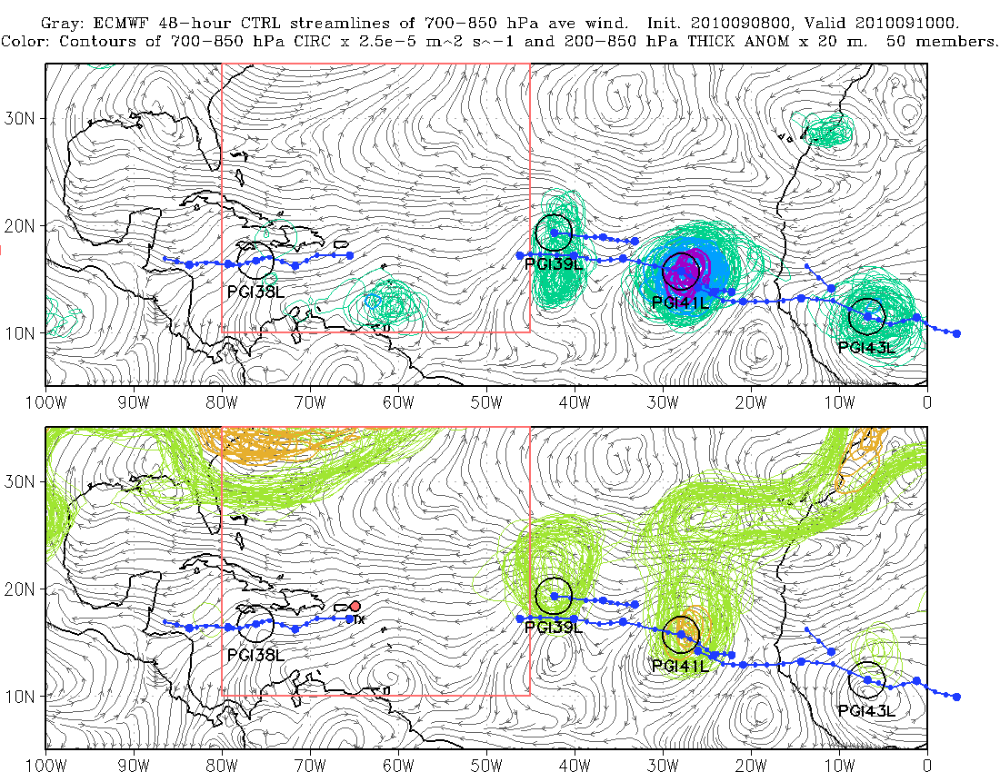 Gray: ECMWF 48-hour CTRL streamlines of 700-850 hPa ave wind.  Init. 2010090800, Valid 2010091000.
Color: Contours of 700-850 hPa CIRC x 2.5e-5 m^2 s^-1 and 200-850 hPa THICK ANOM x 20 m.  50 members.
30N
20N
10N
PGI38L
PGI39L
PGI41L
PGI43L
100W 90W 80W 70W 60W 50W 40W 30W 20W 10W 0
30N
20N
10N
Tx
PGI38L
PGI39L
PGI41L
PGI43L
100W 90W 80W 70W 60W 50W 40W 30W 20W 10W 0